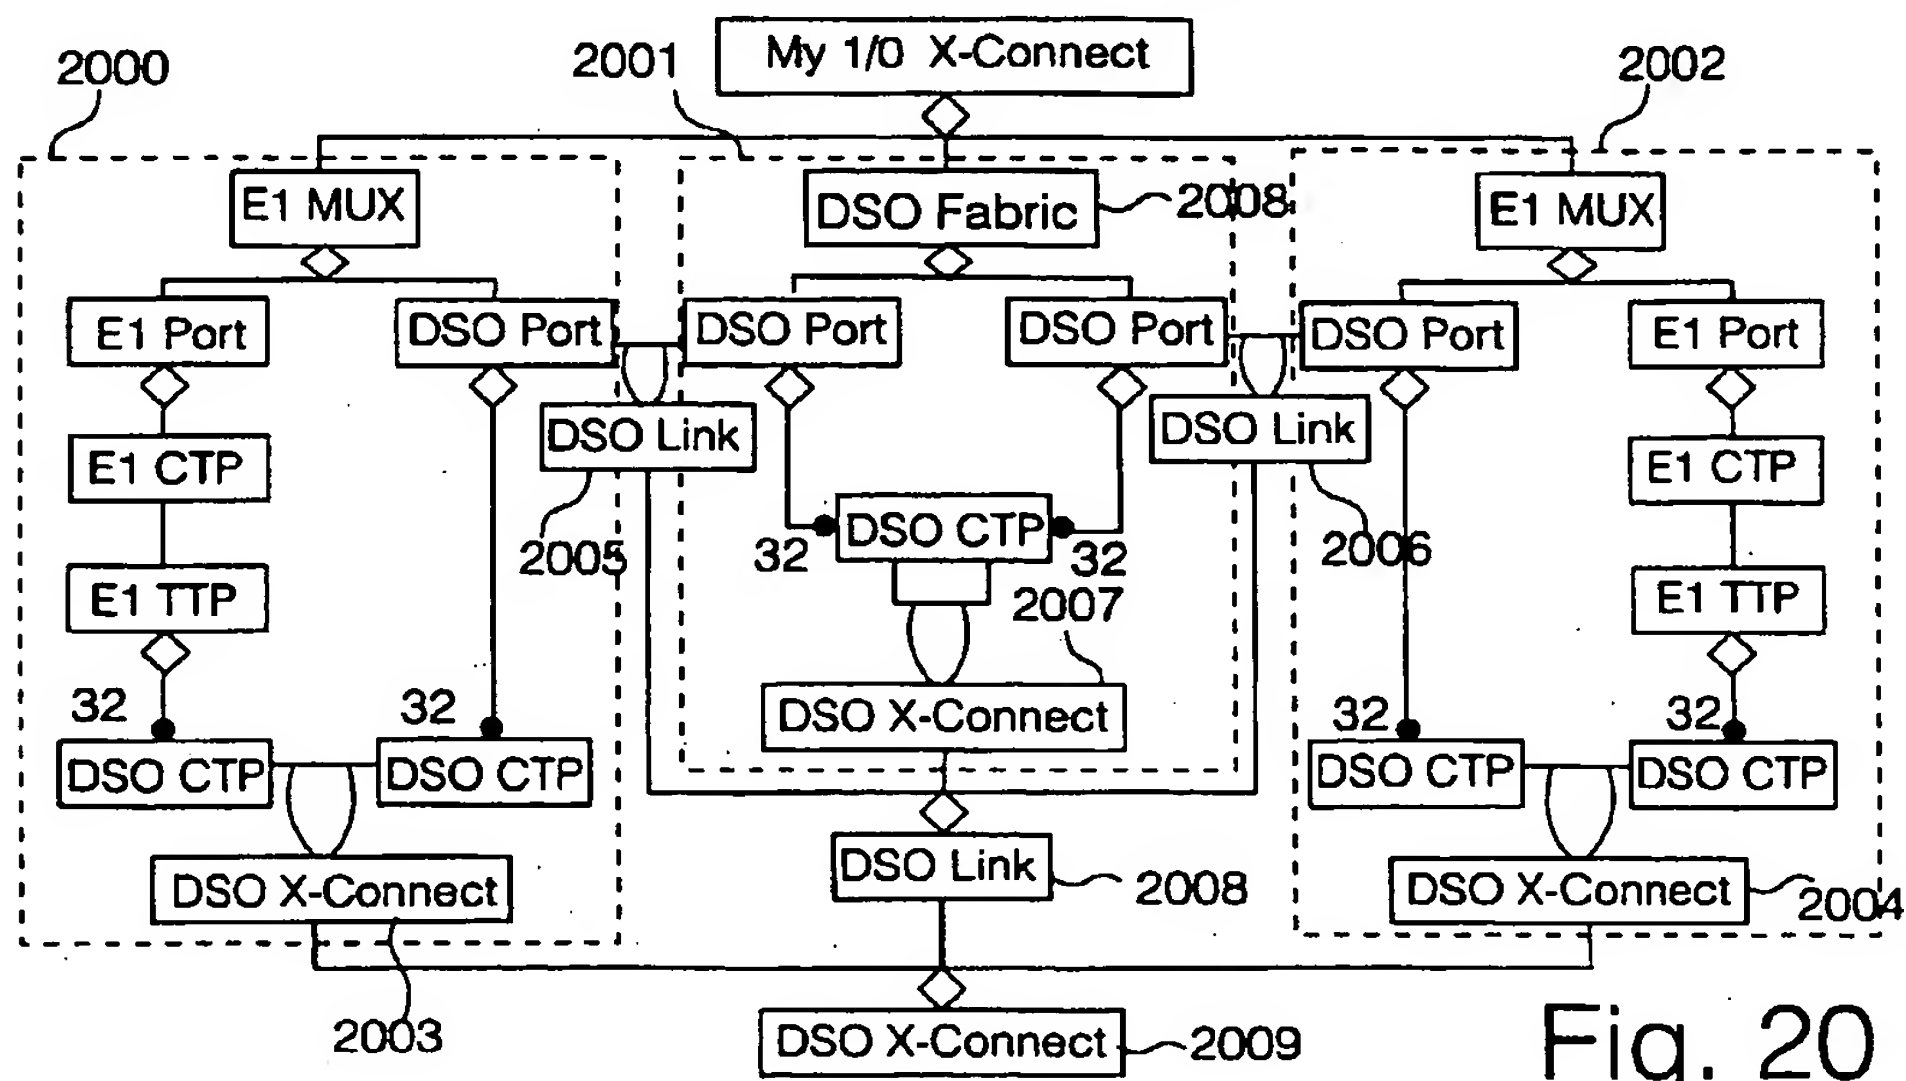 My 1/0 X-Connect
2000
2001
2002
E1 MUX
DSO Fabric
2008
E1 MUX
E1 Port
DSO Port
DSO Port
DSO Port
DSO Port
E1 Port
DSO Link
DSO Link
E1 CTP
E1 CTP
2005
32
DSO CTP
32
2006
E1 TTP
2007
E1 TTP
32
32
DSO X-Connect
32
32
DSO CTP
DSO CTP
DSO CTP
DSO CTP
DSO X-Connect
DSO Link
2008
DSO X-Connect
2004
2003
DSO X-Connect
2009
Fig. 20